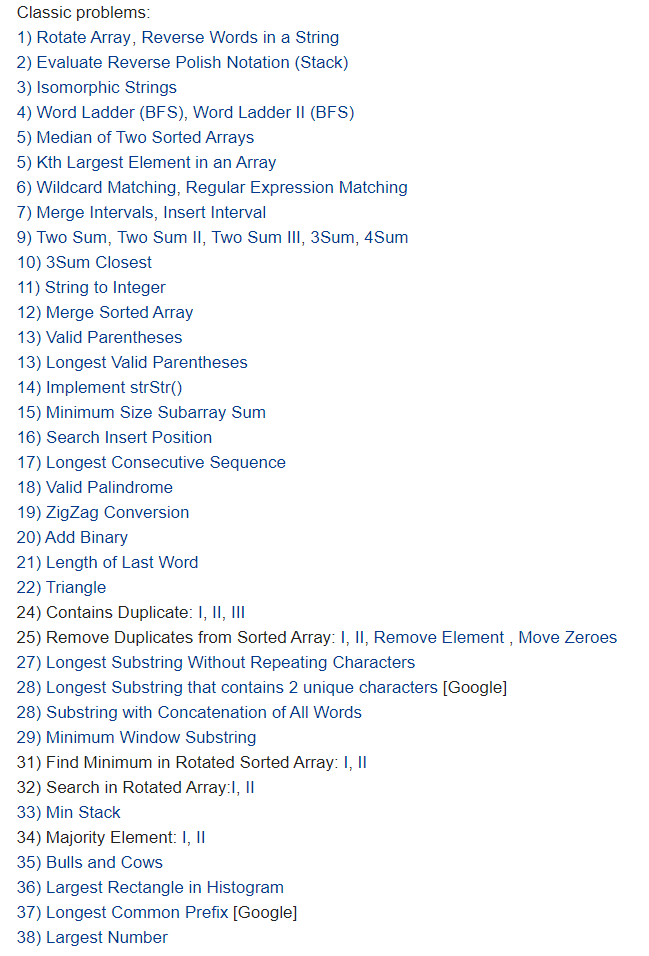 Classic problems:
1) Rotate Array, Reverse Words in a String
2) Evaluate Reverse Polish Notation (Stack)
3) Isomorphic Strings
4) Word Ladder (BFS), Word Ladder II (BFS)
5) Median of Two Sorted Arrays
5) Kth Largest Element in an Array
6) Wildcard Matching, Regular Expression Matching
7) Merge Intervals, Insert Interval
9) Two Sum, Two Sum II, Two Sum III, 3Sum, 4Sum
10) 3Sum Closest
11) String to Integer
12) Merge Sorted Array
13) Valid Parentheses
13) Longest Valid Parentheses
14) Implement strStr()
15) Minimum Size Subarray Sum
16) Search Insert Position
17) Longest Consecutive Sequence
18) Valid Palindrome
19) ZigZag Conversion
20) Add Binary
21) Length of Last Word
22) Triangle
24) Contains Duplicate: I, II, III
25) Remove Duplicates from Sorted Array: I, II, Remove Element , Move Zeroes
27) Longest Substring Without Repeating Characters
28) Longest Substring that contains 2 unique characters [Google]
28) Substring with Concatenation of All Words
29) Minimum Window Substring
31) Find Minimum in Rotated Sorted Array: I, II
32) Search in Rotated Array:I, II
33) Min Stack
34) Majority Element: I, II
35) Bulls and Cows
36) Largest Rectangle in Histogram
37) Longest Common Prefix [Google]
38) Largest Number